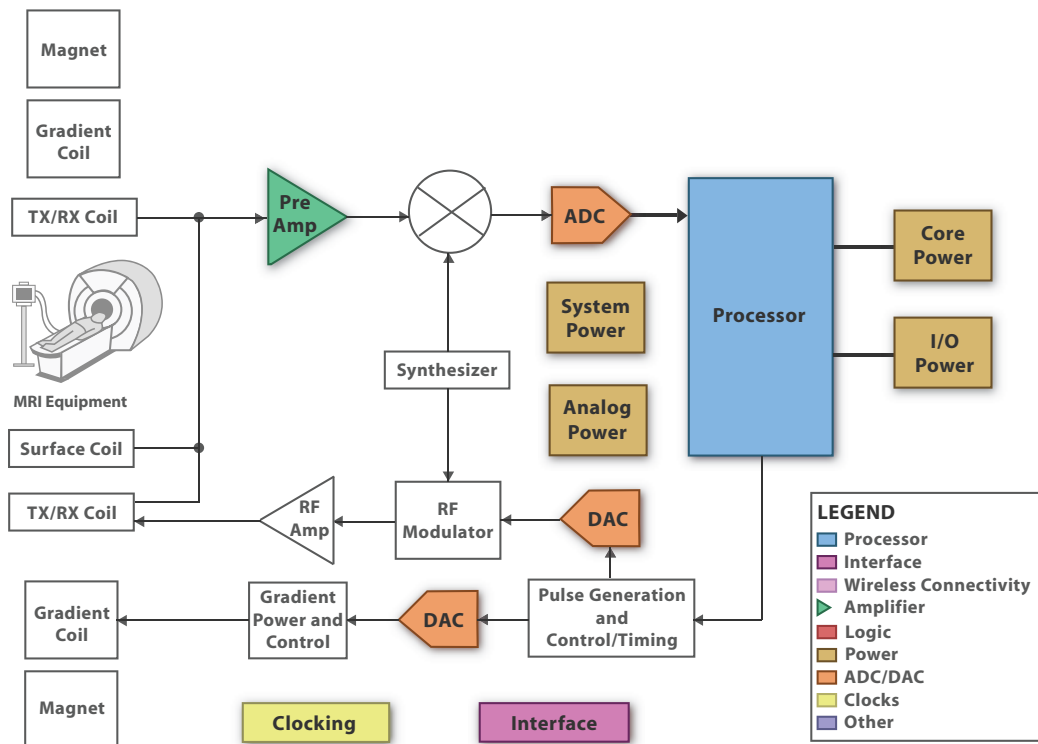 Magnet
Gradient
Coil
TX/RX Coil
Pre
Amp
ADC
Processor
Core
Power
System
Power
I/O
Power
Synthesizer
MRI Equipment
Analog
Power
Surface Coil
TX/RX Coil
RF
Amp
RF
Modulator
DAC
Gradient
Coil
Gradient
Power and
Control
DAC
Pulse Generation
and
Control/Timing
Magnet
Clocking
Interface
LEGEND
Processor
Interface
Wireless Connectivity
Amplifier
Logic
Power
ADC/DAC
Clocks
Other